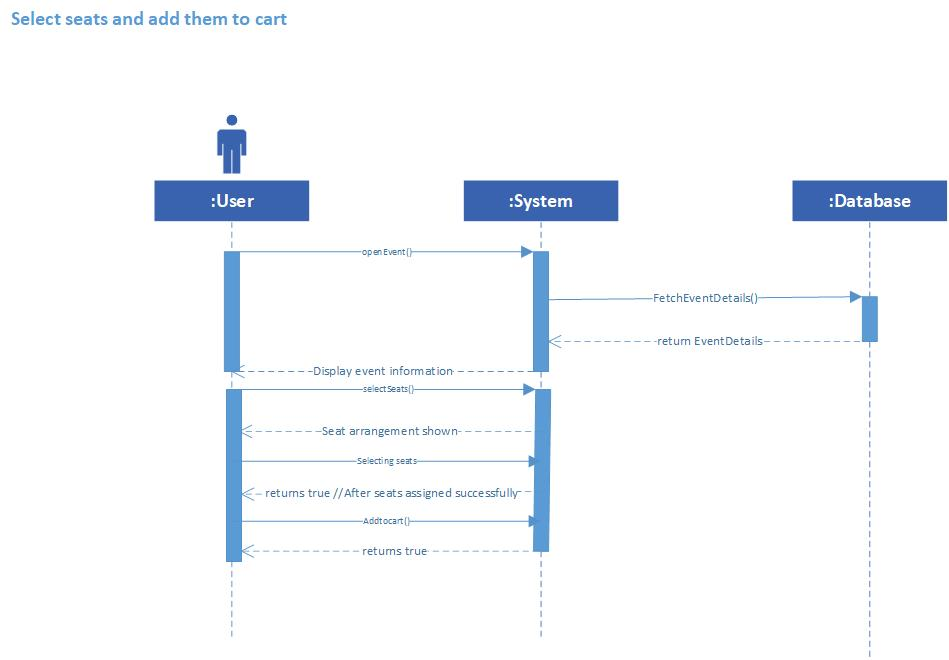 Select seats and add them to cart
:User
:System
:Database
openEvent()
FetchEventDetails()
return EventDetails
Display event information
selectSeats()
Seat arrangement shown
Selecting seats
returns true //After seats assigned successfully
Addtocart()
returns true